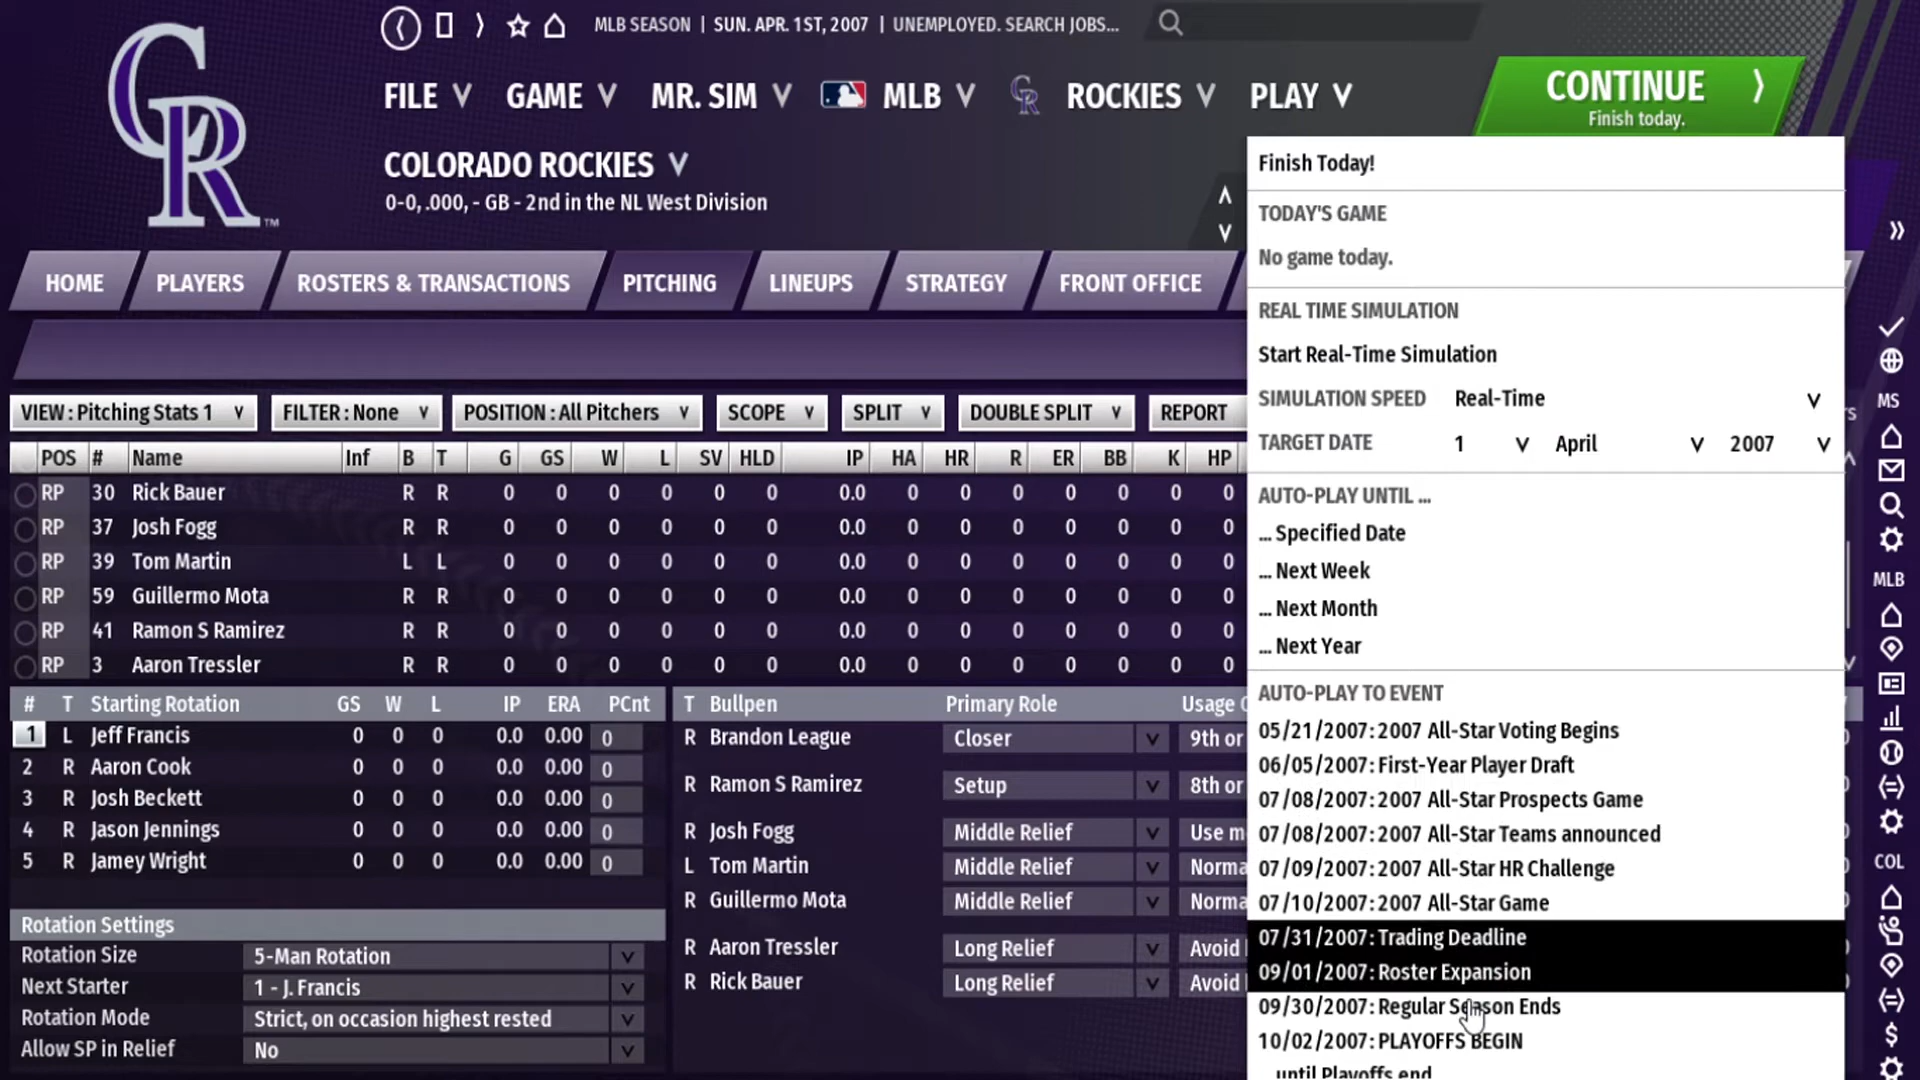 MLB SEASON | SUN. APR. 1ST, 2007 | UNEMPLOYED. SEARCH JOBS...
FILE GAME MR. SIM MLB ROCKIES PLAY
CONTINUE
Finish today.
CR
TM
COLORADO ROCKIES
0-0, .000, - GB - 2nd in the NL West Division
HOME PLAYERS ROSTERS & TRANSACTIONS PITCHING LINEUPS STRATEGY FRONT OFFICE
VIEW : Pitching Stats 1 FILTER : None POSITION : All Pitchers SCOPE SPLIT DOUBLE SPLIT REPORT
POS # Name Inf B T G GS W L SV HLD IP HA HR R ER BB K HP
RP 30 Rick Bauer R R 0 0 0 0 0 0 0.0 0 0 0 0 0 0 0
RP 37 Josh Fogg R R 0 0 0 0 0 0 0.0 0 0 0 0 0 0 0
RP 39 Tom Martin L L 0 0 0 0 0 0 0.0 0 0 0 0 0 0 0
RP 59 Guillermo Mota R R 0 0 0 0 0 0 0.0 0 0 0 0 0 0 0
RP 41 Ramon S Ramirez R R 0 0 0 0 0 0 0.0 0 0 0 0 0 0 0
RP 3 Aaron Tressler R R 0 0 0 0 0 0 0.0 0 0 0 0 0 0 0
# T Starting Rotation GS W L IP ERA PCnt
1 L Jeff Francis 0 0 0 0.0 0.00 0
2 R Aaron Cook 0 0 0 0.0 0.00 0
3 R Josh Beckett 0 0 0 0.0 0.00 0
4 R Jason Jennings 0 0 0 0.0 0.00 0
5 R Jamey Wright 0 0 0 0.0 0.00 0
Rotation Settings
Rotation Size 5-Man Rotation
Next Starter 1 - J. Francis
Rotation Mode Strict, on occasion highest rested
Allow SP in Relief No
T Bullpen Primary Role Usage
R Brandon League Closer 9th or
R Ramon S Ramirez Setup 8th or
R Josh Fogg Middle Relief Use
L Tom Martin Middle Relief
R Guillermo Mota Middle Relief
R Aaron Tressler Long Relief Avoid
R Rick Bauer Long Relief Avoid
Finish Today!
TODAY'S GAME
No game today.
REAL TIME SIMULATION
Start Real-Time Simulation
SIMULATION SPEED Real-Time
TARGET DATE 1 April 2007
AUTO-PLAY UNTIL ...
... Specified Date
... Next Week
... Next Month
... Next Year
AUTO-PLAY TO EVENT
05/21/2007: 2007 All-Star Voting Begins
06/05/2007: First-Year Player Draft
07/08/2007: 2007 All-Star Prospects Game
07/08/2007: 2007 All-Star Teams announced
07/09/2007: 2007 All-Star HR Challenge
07/10/2007: 2007 All-Star Game
07/31/2007: Trading Deadline
09/01/2007: Roster Expansion
09/30/2007: Regular Season Ends
10/02/2007: PLAYOFFS BEGIN
until Playoffs end
MS
MLB
COL